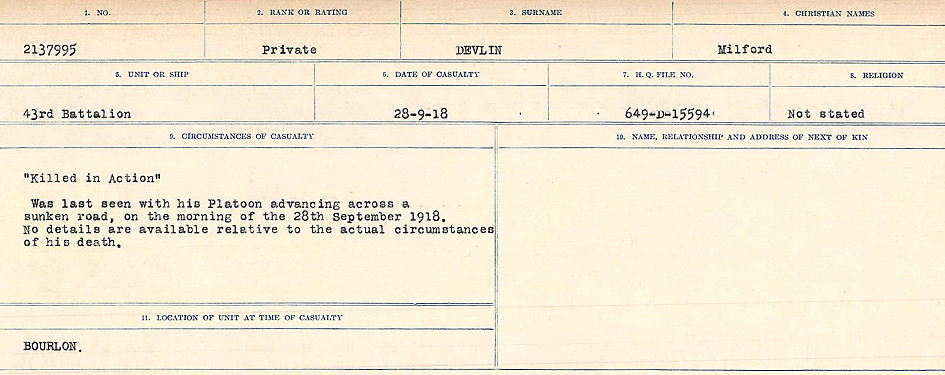 1. NO. 2. RANK OR RATING 3. SURNAME 4. CHRISTIAN NAMES
2137995 Private DEVLIN Milford
5. UNIT OR SHIP 6. DATE OF CASUALTY 7. H. Q. FILE NO. 8. RELIGION
43rd Battalion 28-9-18 649-D-15594 Not stated
9. CIRCUMSTANCES OF CASUALTY 10. NAME, RELATIONSHIP AND ADDRESS OF NEXT OF KIN
"Killed in Action"
Was last seen with his Platoon advancing across a
sunken road, on the morning of the 28th September 1918.
No details are available relative to the actual circumstances
of his death.
11. LOCATION OF UNIT AT TIME OF CASUALTY
BOURLON.